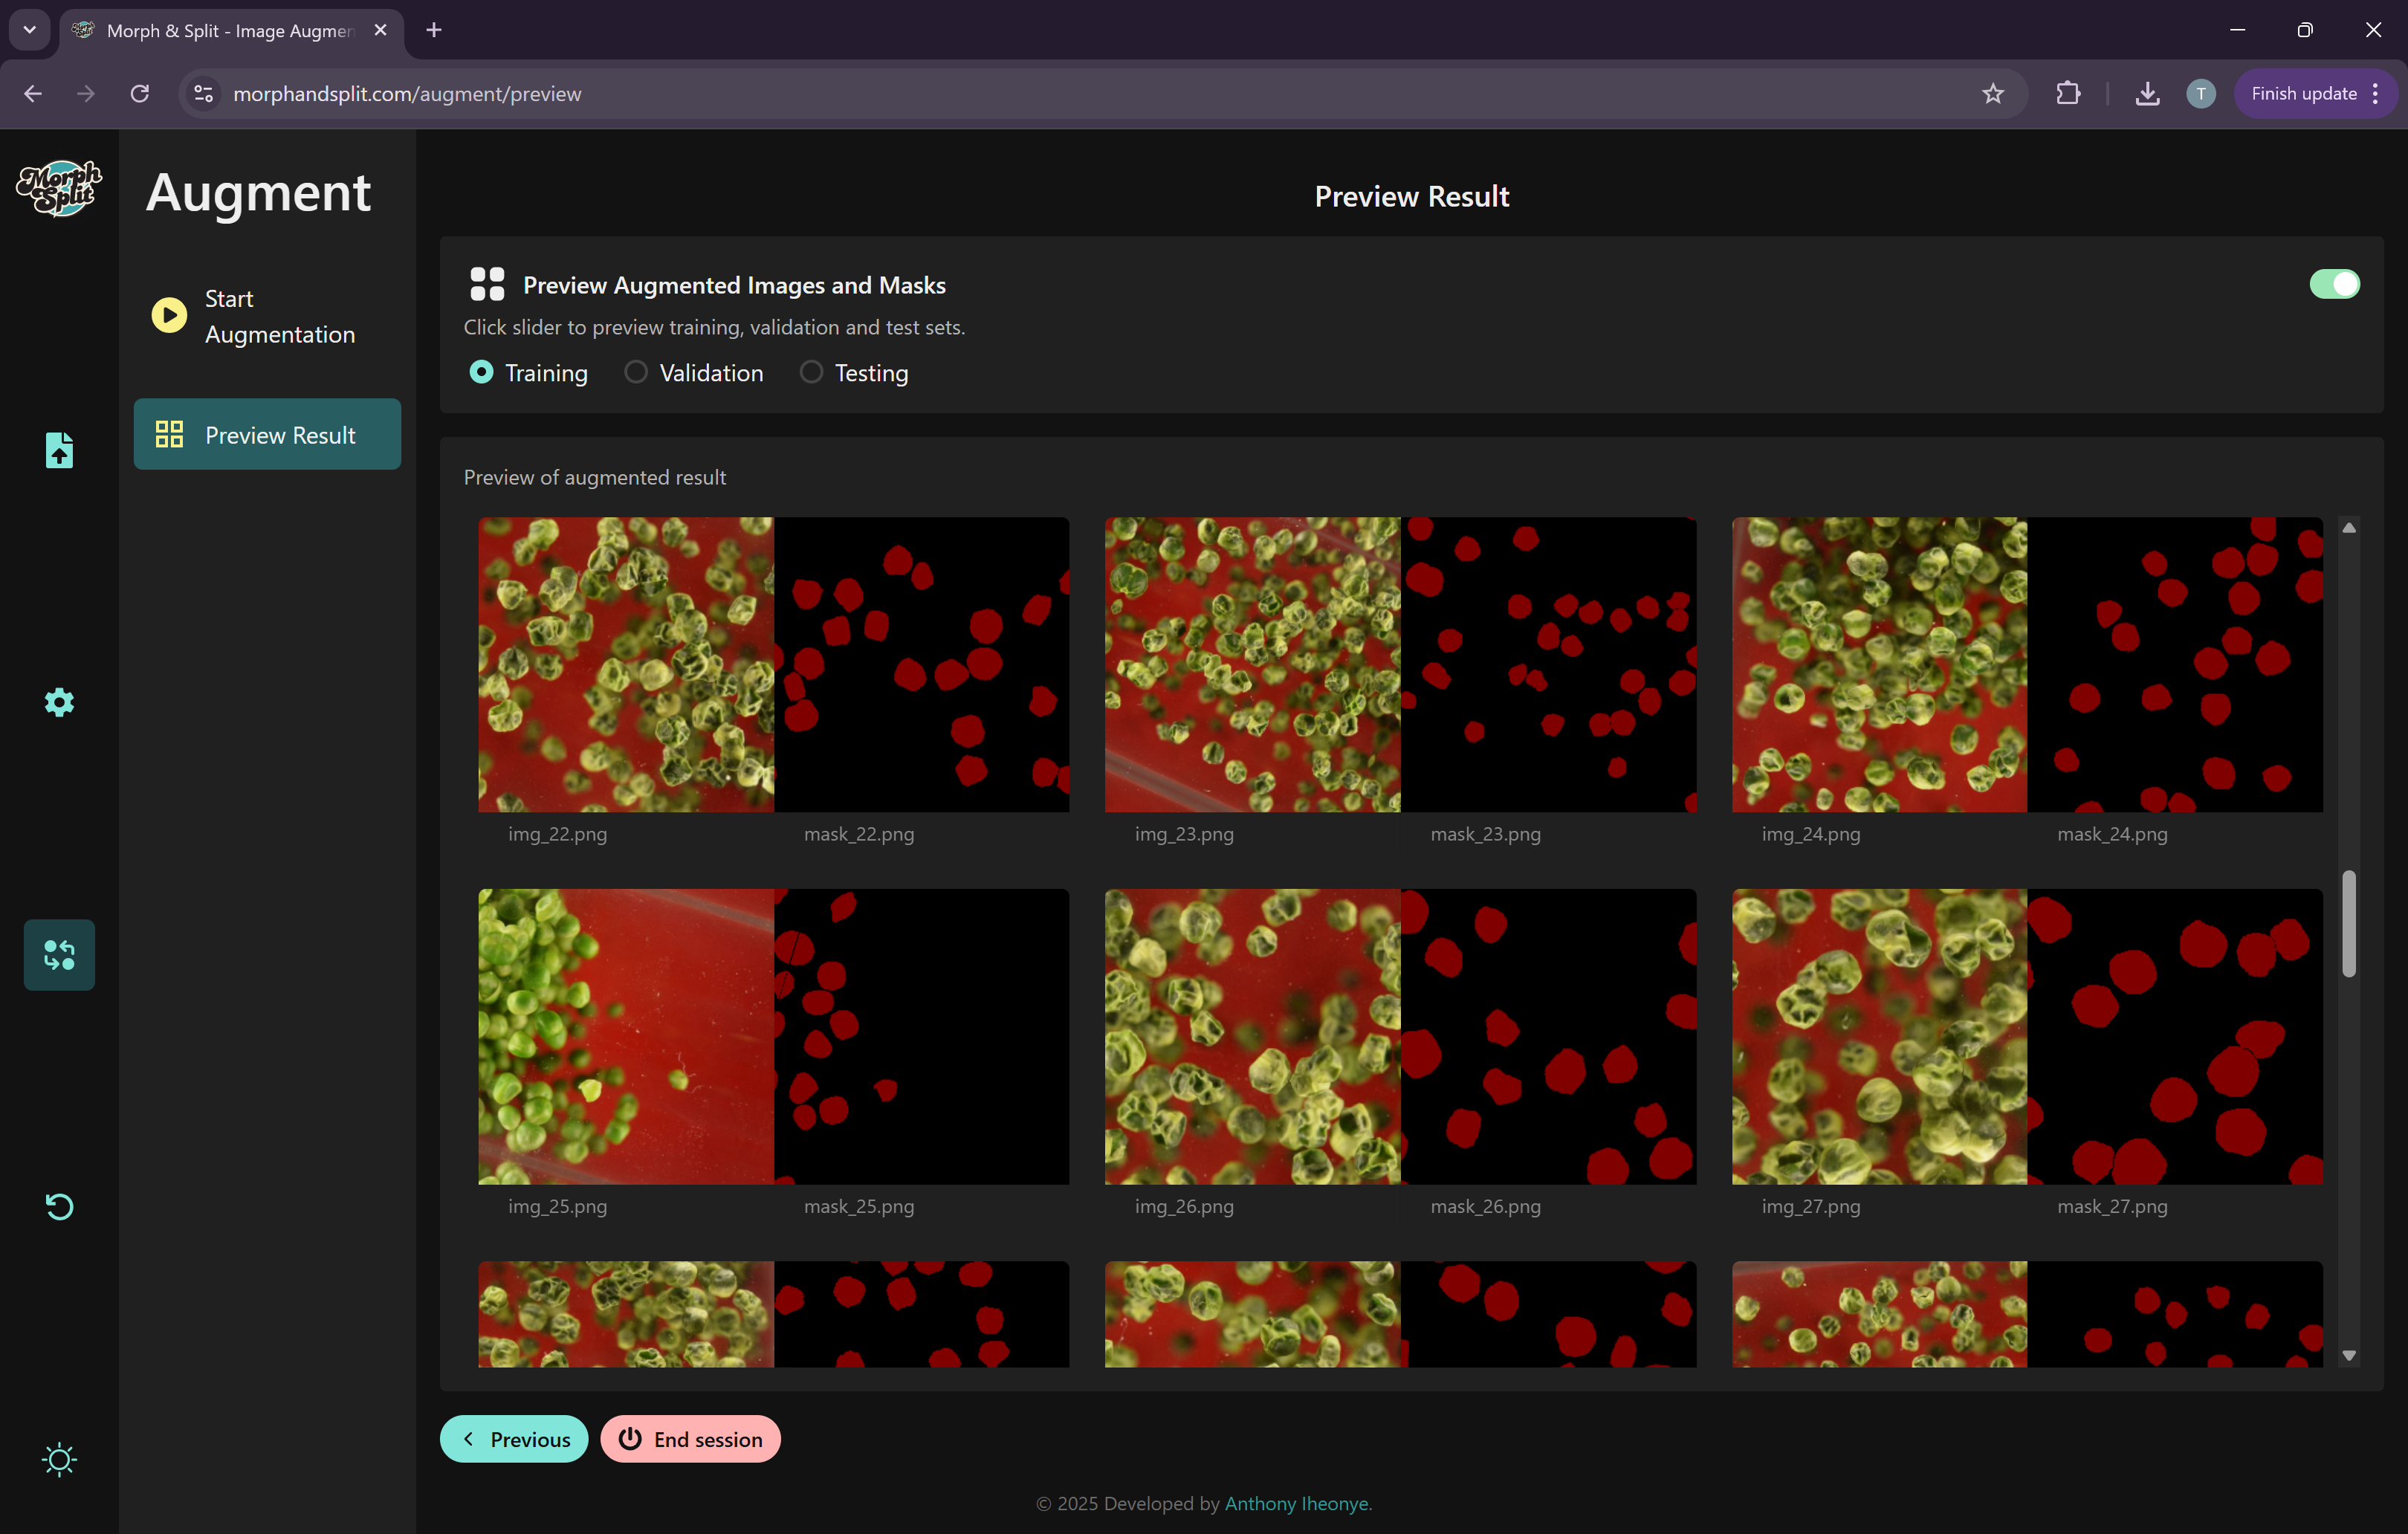 Morph & Split - Image Augmen
morphandsplit.com/augment/preview
T
Finish update
Morph
Split
Augment
Start
Augmentation
Preview Result
Preview Result
Preview Augmented Images and Masks
Click slider to preview training, validation and test sets.
Training
Validation
Testing
Preview of augmented result
img_22.png
mask_22.png
img_23.png
mask_23.png
img_24.png
mask_24.png
img_25.png
mask_25.png
img_26.png
mask_26.png
img_27.png
mask_27.png
Previous
End session
© 2025 Developed by Anthony Iheonye.